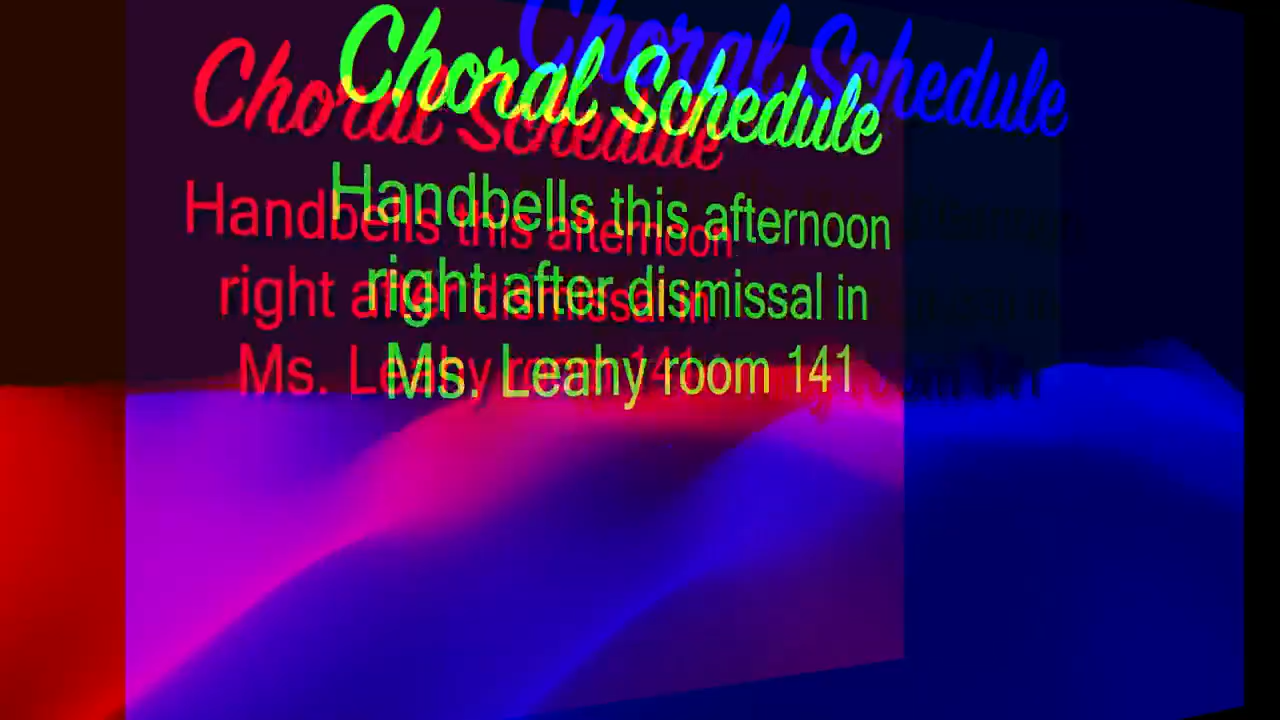 Choral Schedule
Handbells this afternoon
right after dismissal in
Ms. Leahy room 141